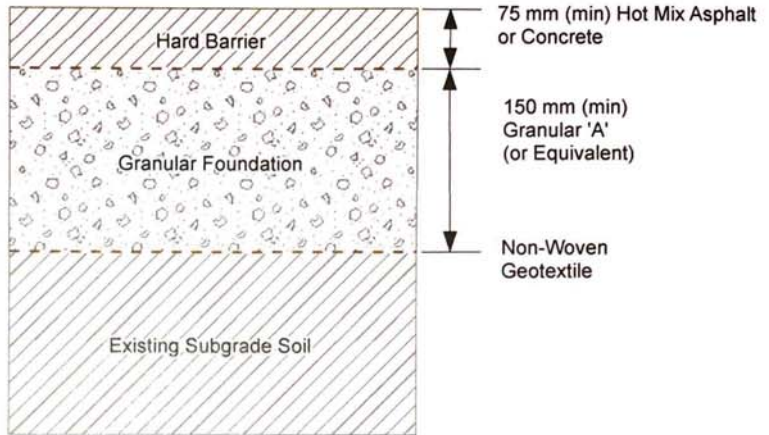 75 mm (min) Hot Mix Asphalt
or Concrete
Hard Barrier
150 mm (min)
Granular 'A'
(or Equivalent)
Granular Foundation
Non-Woven
Geotextile
Existing Subgrade Soil